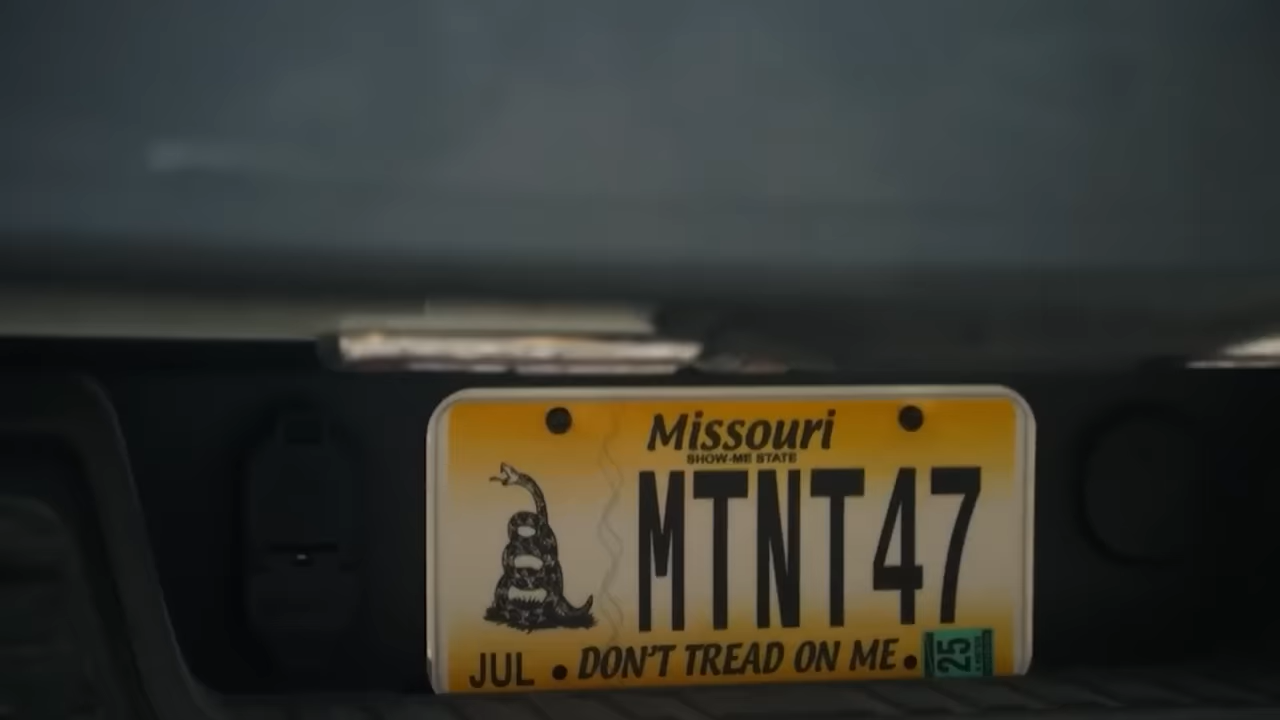 Missouri
SHOW-ME STATE
MTNT47
JUL • DON'T TREAD ON ME •
25